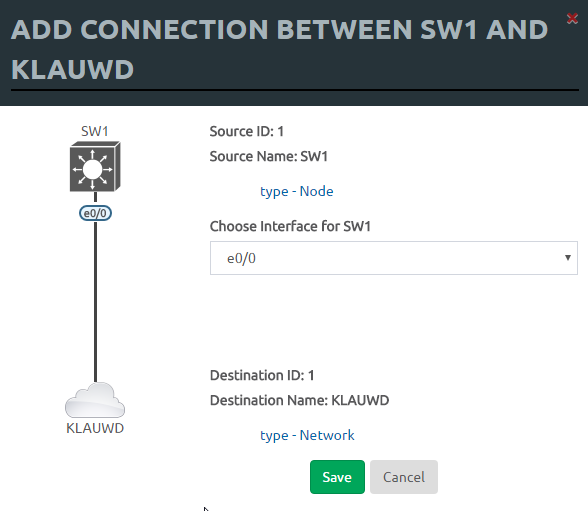 ADD CONNECTION BETWEEN SW1 AND
KLAUWD
SW1
e0/0
KLAUWD
Source ID: 1
Source Name: SW1
type - Node
Choose Interface for SW1
e0/0
Destination ID: 1
Destination Name: KLAUWD
type - Network
Save
Cancel